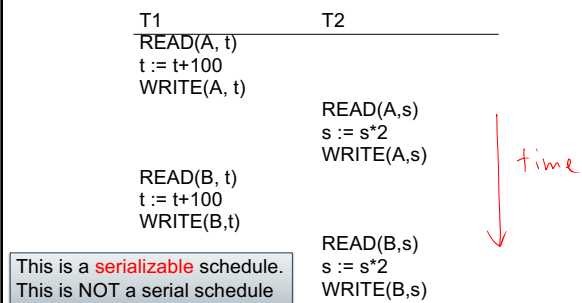 T1 T2
READ(A, t)
t := t+100
WRITE(A, t)
READ(A,s)
s := s*2
WRITE(A,s)
time
READ(B, t)
t := t+100
WRITE(B,t)
READ(B,s)
s := s*2
WRITE(B,s)
This is a serializable schedule.
This is NOT a serial schedule